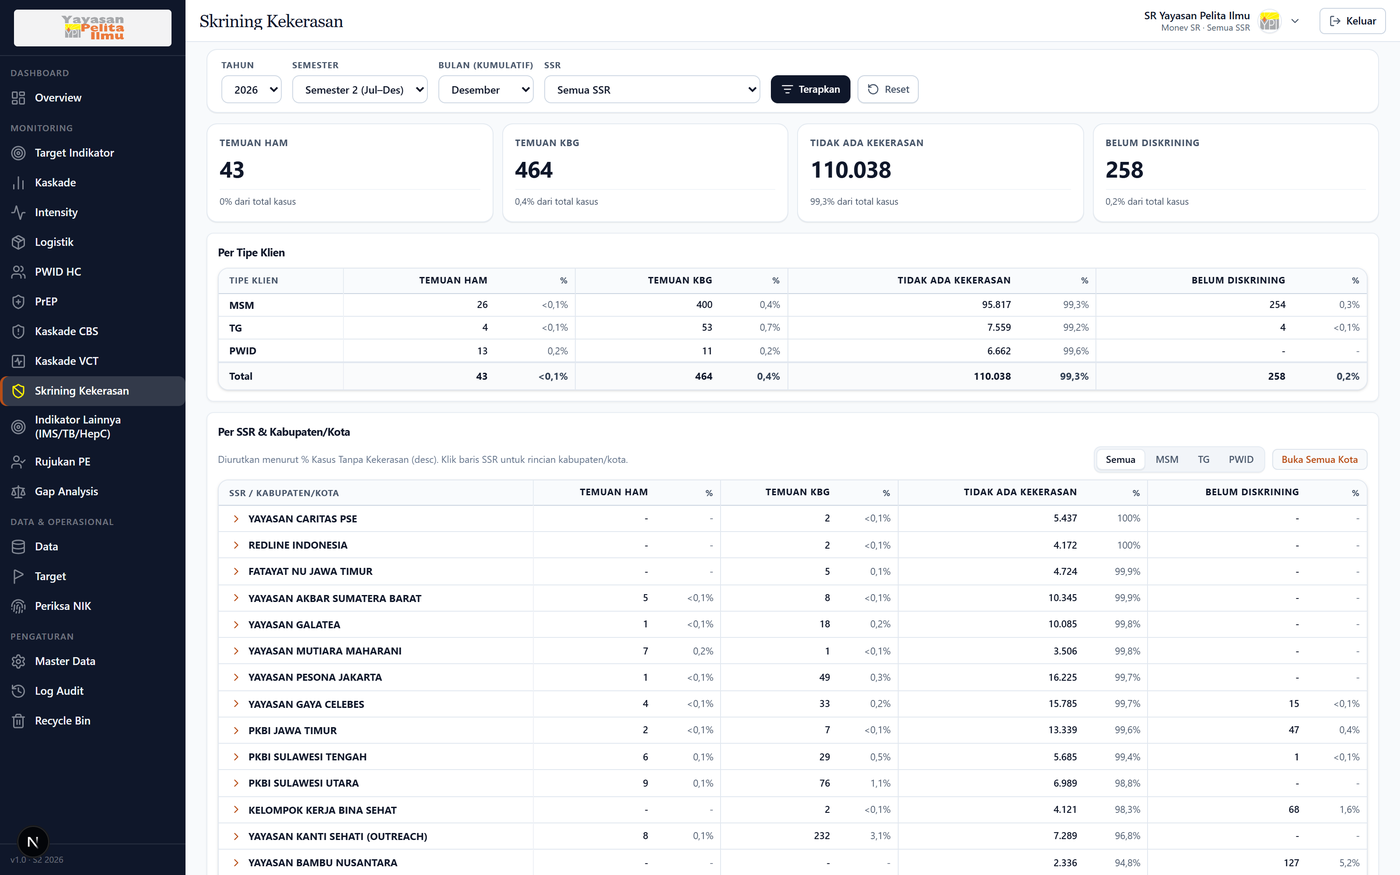 Yayasan
Pelita
Ilmu
DASHBOARD
Overview
MONITORING
Target Indikator
Kaskade
Intensity
Logistik
PWID HC
PrEP
Kaskade CBS
Kaskade VCT
Skrining Kekerasan
Indikator Lainnya
(IMS/TB/HepC)
Rujukan PE
Gap Analysis
DATA & OPERASIONAL
Data
Target
Periksa NIK
PENGATURAN
Master Data
Log Audit
Recycle Bin
N
v1.0 · S2 2026
Skrining Kekerasan
SR Yayasan Pelita Ilmu
Monev SR · Semua SSR
YPI
Keluar
TAHUN SEMESTER BULAN (KUMULATIF) SSR
2026 Semester 2 (Jul–Des) Desember Semua SSR Terapkan Reset
TEMUAN HAM
43
0% dari total kasus
TEMUAN KBG
464
0,4% dari total kasus
TIDAK ADA KEKERASAN
110.038
99,3% dari total kasus
BELUM DISKRINING
258
0,2% dari total kasus
Per Tipe Klien
TIPE KLIEN TEMUAN HAM % TEMUAN KBG % TIDAK ADA KEKERASAN % BELUM DISKRINING %
MSM 26 <0,1% 400 0,4% 95.817 99,3% 254 0,3%
TG 4 <0,1% 53 0,7% 7.559 99,2% 4 <0,1%
PWID 13 0,2% 11 0,2% 6.662 99,6% - -
Total 43 <0,1% 464 0,4% 110.038 99,3% 258 0,2%
Per SSR & Kabupaten/Kota
Diurutkan menurut % Kasus Tanpa Kekerasan (desc). Klik baris SSR untuk rincian kabupaten/kota.
Semua MSM TG PWID Buka Semua Kota
SSR / KABUPATEN/KOTA TEMUAN HAM % TEMUAN KBG % TIDAK ADA KEKERASAN % BELUM DISKRINING %
YAYASAN CARITAS PSE - - 2 <0,1% 5.437 100% - -
REDLINE INDONESIA - - 2 <0,1% 4.172 100% - -
FATAYAT NU JAWA TIMUR - - 5 0,1% 4.724 99,9% - -
YAYASAN AKBAR SUMATERA BARAT 5 <0,1% 8 <0,1% 10.345 99,9% - -
YAYASAN GALATEA 1 <0,1% 18 0,2% 10.085 99,8% - -
YAYASAN MUTIARA MAHARANI 7 0,2% 1 <0,1% 3.506 99,8% - -
YAYASAN PESONA JAKARTA 1 <0,1% 49 0,3% 16.225 99,7% - -
YAYASAN GAYA CELEBES 4 <0,1% 33 0,2% 15.785 99,7% 15 <0,1%
PKBI JAWA TIMUR 2 <0,1% 7 <0,1% 13.339 99,6% 47 0,4%
PKBI SULAWESI TENGAH 6 0,1% 29 0,5% 5.685 99,4% 1 <0,1%
PKBI SULAWESI UTARA 9 0,1% 76 1,1% 6.989 98,8% - -
KELOMPOK KERJA BINA SEHAT - - 2 <0,1% 4.121 98,3% 68 1,6%
YAYASAN KANTI SEHATI (OUTREACH) 8 0,1% 232 3,1% 7.289 96,8% - -
YAYASAN BAMBU NUSANTARA - - - - 2.336 94,8% 127 5,2%